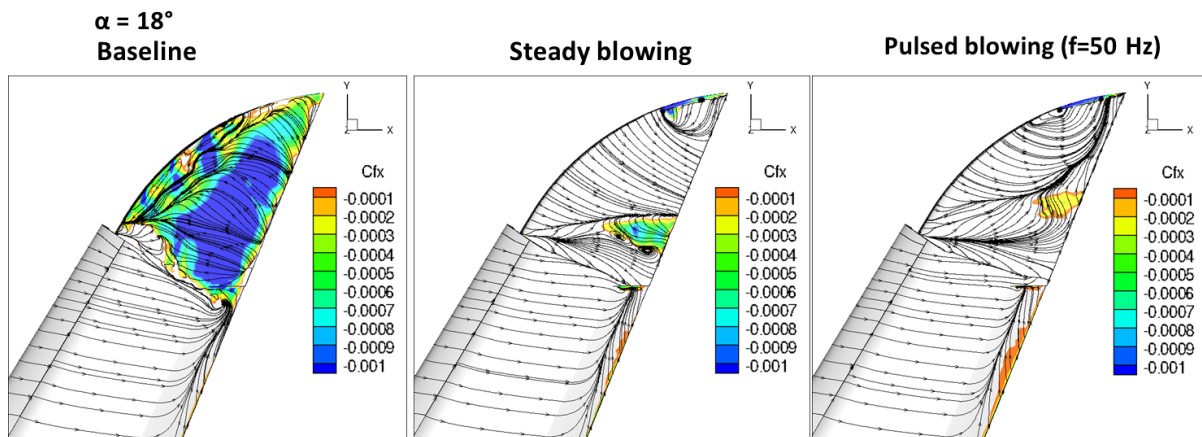 α = 18°
Baseline
Steady blowing
Pulsed blowing (f=50 Hz)
Y
Z X
Cfx
-0.0001
-0.0002
-0.0003
-0.0004
-0.0005
-0.0006
-0.0007
-0.0008
-0.0009
-0.001
Y
Z X
Cfx
-0.0001
-0.0002
-0.0003
-0.0004
-0.0005
-0.0006
-0.0007
-0.0008
-0.0009
-0.001
Y
Z X
Cfx
-0.0001
-0.0002
-0.0003
-0.0004
-0.0005
-0.0006
-0.0007
-0.0008
-0.0009
-0.001